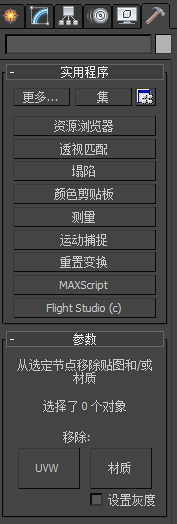 实用程序
更多...
集
资源浏览器
透视匹配
塌陷
颜色剪贴板
测量
运动捕捉
重置变换
MAXScript
Flight Studio (c)
参数
从选定节点移除贴图和/或
材质
选择了 0 个对象
移除:
UVW
材质
设置灰度